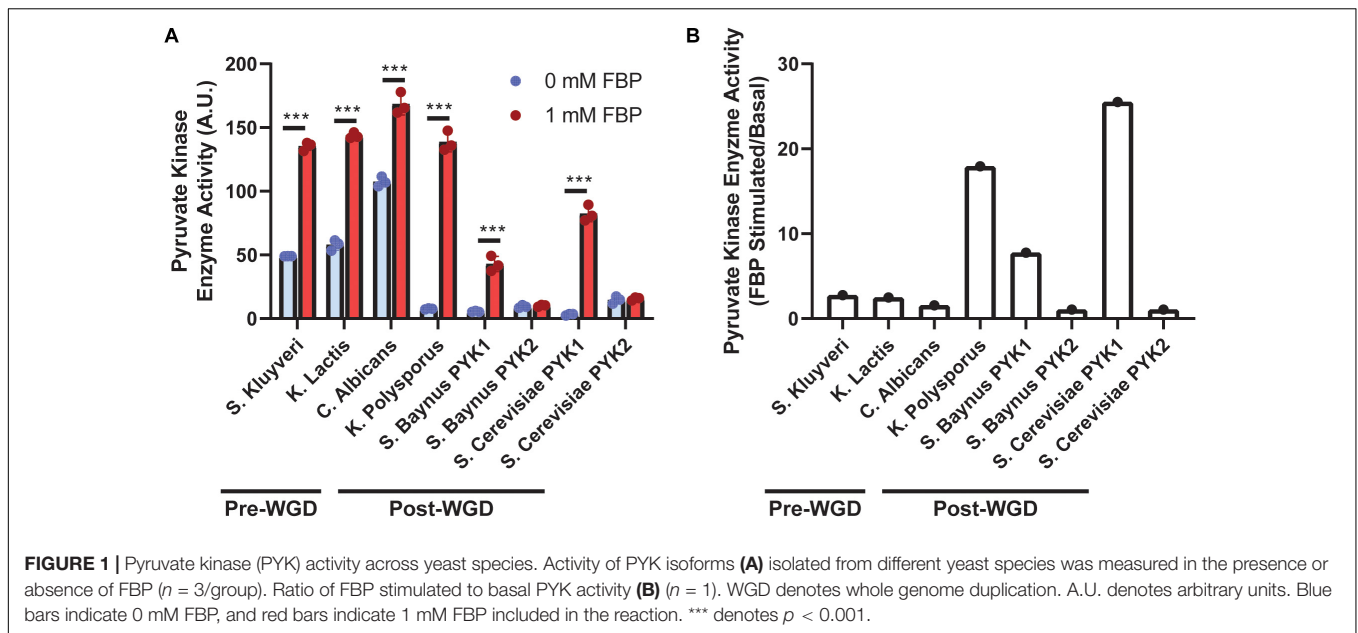 A
Pyruvate Kinase
Enzyme Activity (A.U.)
200
150
100
50
0
***
***
***
***
***
***
0 mM FBP
1 mM FBP
S. Kluyveri
K. Lactis
C. Albicans
K. Polysporus
S. Baynus PYK1
S. Baynus PYK2
S. Cerevisiae PYK1
S. Cerevisiae PYK2
Pre-WGD
Post-WGD
B
Pyruvate Kinase Enyzme Activity
(FBP Stimulated/Basal)
30
20
10
0
S. Kluyveri
K. Lactis
C. Albicans
K. Polysporus
S. Baynus PYK1
S. Baynus PYK2
S. Cerevisiae PYK1
S. Cerevisiae PYK2
Pre-WGD
Post-WGD
FIGURE 1 | Pyruvate kinase (PYK) activity across yeast species. Activity of PYK isoforms (A) isolated from different yeast species was measured in the presence or
absence of FBP (n = 3/group). Ratio of FBP stimulated to basal PYK activity (B) (n = 1). WGD denotes whole genome duplication. A.U. denotes arbitrary units. Blue
bars indicate 0 mM FBP, and red bars indicate 1 mM FBP included in the reaction. *** denotes p < 0.001.